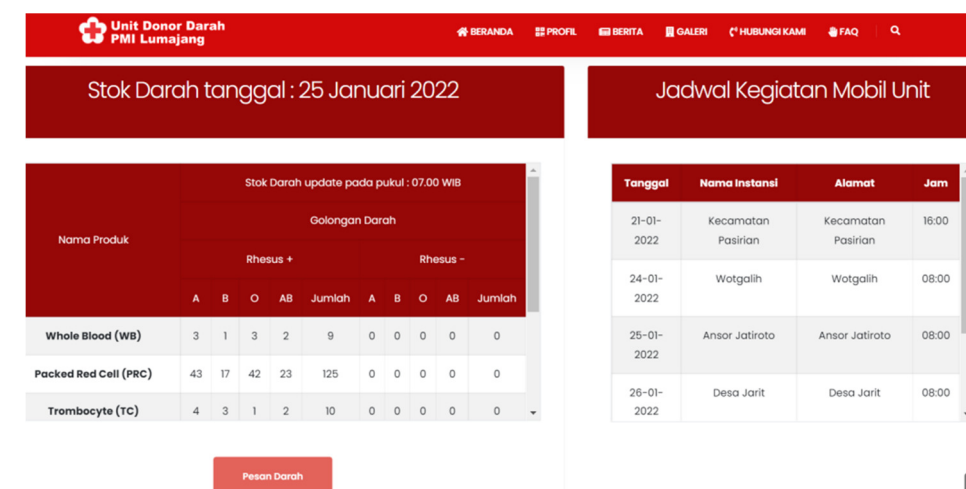 Unit Donor Darah
PMI Lumajang
BERANDA PROFIL BERITA GALERI HUBUNGI KAMI FAQ
Stok Darah tanggal : 25 Januari 2022
Nama Produk
Stok Darah update pada pukul : 07.00 WIB
Golongan Darah
Rhesus + Rhesus -
A B O AB Jumlah A B O AB Jumlah
Whole Blood (WB) 3 1 3 2 9 0 0 0 0 0
Packed Red Cell (PRC) 43 17 42 23 125 0 0 0 0 0
Trombocyte (TC) 4 3 1 2 10 0 0 0 0 0
Pesan Darah
Jadwal Kegiatan Mobil Unit
Tanggal Nama Instansi Alamat Jam
21-01-2022 Kecamatan Pasirian Kecamatan Pasirian 16:00
24-01-2022 Wotgalih Wotgalih 08:00
25-01-2022 Ansor Jatiroto Ansor Jatiroto 08:00
26-01-2022 Desa Jarit Desa Jarit 08:00